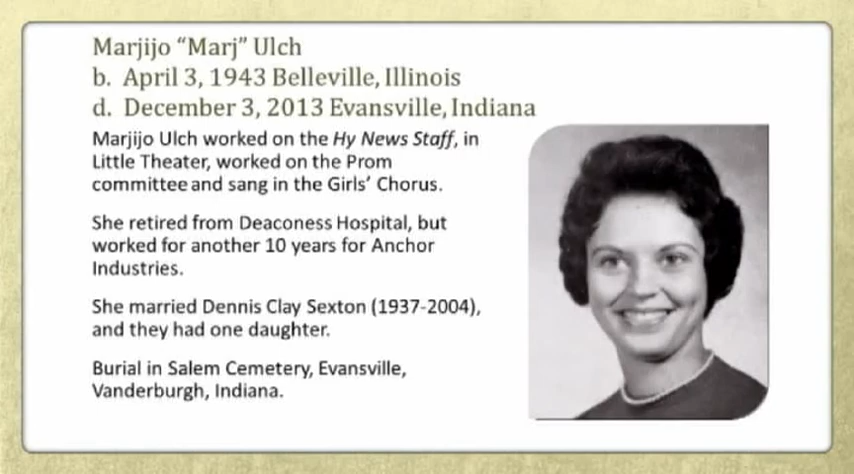 Marjijo “Marj” Ulch
b. April 3, 1943 Belleville, Illinois
d. December 3, 2013 Evansville, Indiana
Marjijo Ulch worked on the Hy News Staff, in
Little Theater, worked on the Prom
committee and sang in the Girls’ Chorus.
She retired from Deaconess Hospital, but
worked for another 10 years for Anchor
Industries.
She married Dennis Clay Sexton (1937-2004),
and they had one daughter.
Burial in Salem Cemetery, Evansville,
Vanderburgh, Indiana.